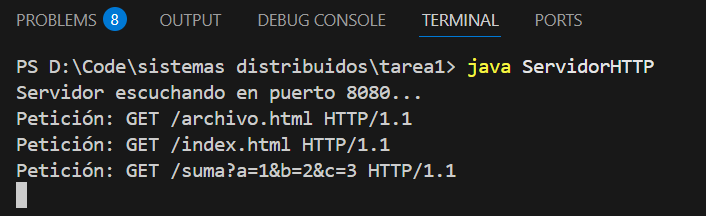 PROBLEMS 8 OUTPUT DEBUG CONSOLE TERMINAL PORTS
PS D:\Code\sistemas distribuidos\tarea1> java ServidorHTTP
Servidor escuchando en puerto 8080...
Petición: GET /archivo.html HTTP/1.1
Petición: GET /index.html HTTP/1.1
Petición: GET /suma?a=1&b=2&c=3 HTTP/1.1